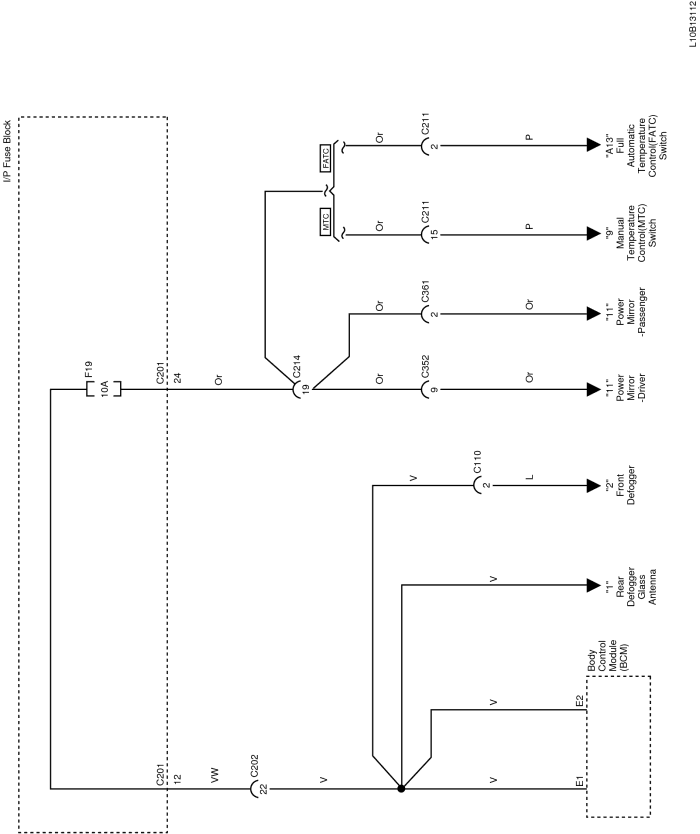 L10B13112
I/P Fuse Block
F19
10A
C201
24
C201
12
Or
VW
C214
19
C202
22
FATC
MTC
Or
C211
2
P
"A13"
Full
Automatic
Temperature
Control(FATC)
Switch
Or
C211
15
P
"9"
Manual
Temperature
Control(MTC)
Switch
Or
C361
2
Or
"11"
Power
Mirror
-Passenger
Or
C352
9
Or
"11"
Power
Mirror
-Driver
V
C110
2
L
"2"
Front
Defogger
V
"1"
Rear
Defogger
Glass
Antenna
V
V
E2
V
E1
Body
Control
Module
(BCM)